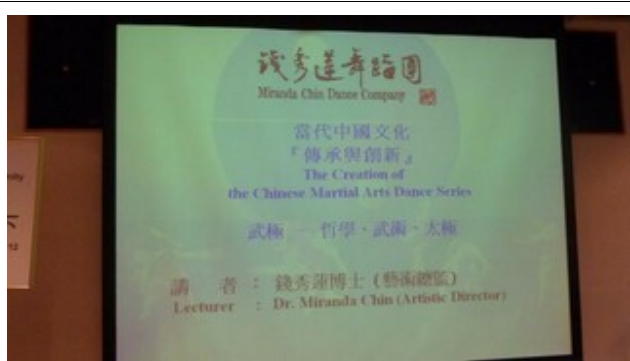 錢秀蓮舞蹈團
Miranda Chin Dance Company
當代中國文化
『傳承與創新』
The Creation of
the Chinese Martial Arts Dance Series
武極 — 哲學、武術、太極
講 者 : 錢秀蓮博士 (藝術總監)
Lecturer : Dr. Miranda Chin (Artistic Director)